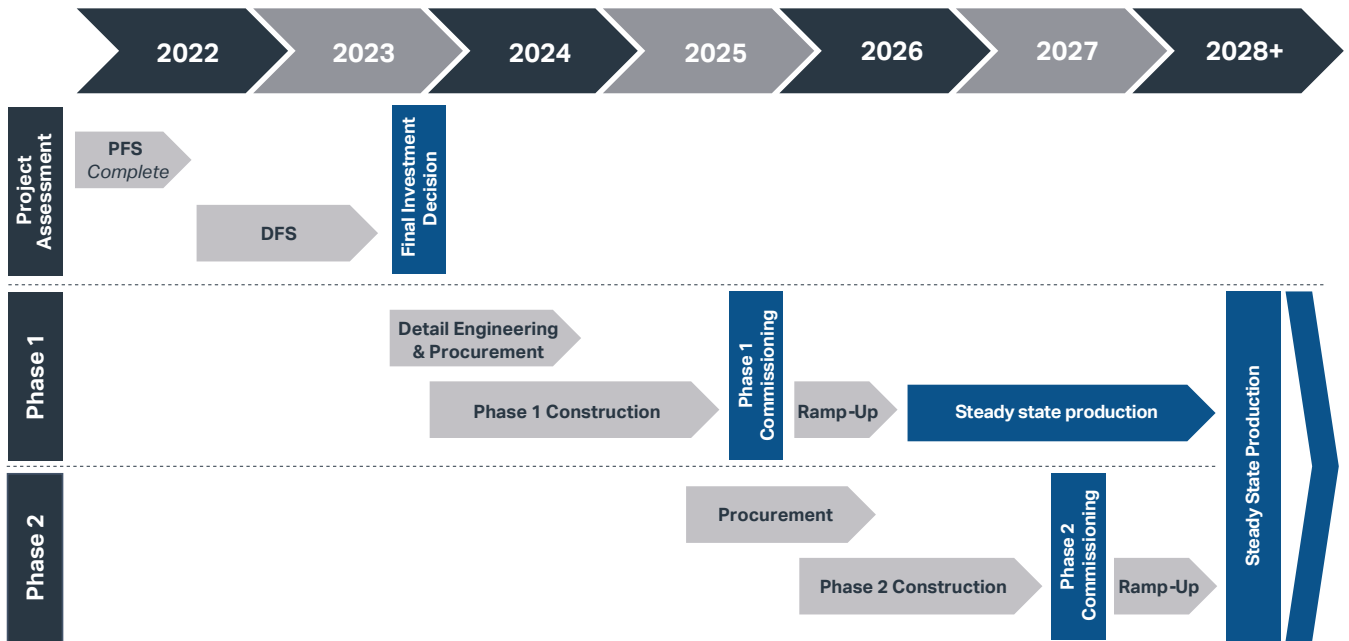 2022
2023
2024
2025
2026
2027
2028+
Project
Assessment
PFS
Complete
DFS
Final Investment
Decision
Phase 1
Detail Engineering
& Procurement
Phase 1 Construction
Phase 1
Commissioning
Ramp-Up
Steady state production
Steady State Production
Phase 2
Procurement
Phase 2 Construction
Phase 2
Commissioning
Ramp-Up